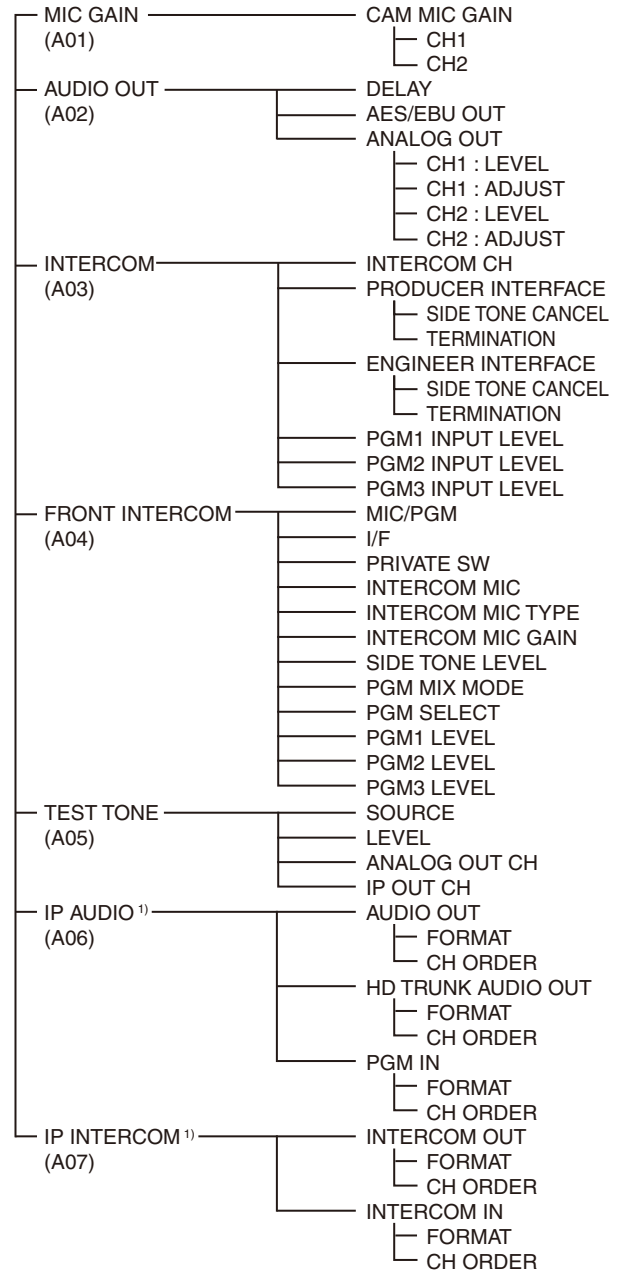 MIC GAIN CAM MIC GAIN
(A01) CH1
CH2
AUDIO OUT DELAY
(A02) AES/EBU OUT
ANALOG OUT
CH1 : LEVEL
CH1 : ADJUST
CH2 : LEVEL
CH2 : ADJUST
INTERCOM INTERCOM CH
(A03) PRODUCER INTERFACE
SIDE TONE CANCEL
TERMINATION
ENGINEER INTERFACE
SIDE TONE CANCEL
TERMINATION
PGM1 INPUT LEVEL
PGM2 INPUT LEVEL
PGM3 INPUT LEVEL
FRONT INTERCOM MIC/PGM
(A04) I/F
PRIVATE SW
INTERCOM MIC
INTERCOM MIC TYPE
INTERCOM MIC GAIN
SIDE TONE LEVEL
PGM MIX MODE
PGM SELECT
PGM1 LEVEL
PGM2 LEVEL
PGM3 LEVEL
TEST TONE SOURCE
(A05) LEVEL
ANALOG OUT CH
IP OUT CH
IP AUDIO 1) AUDIO OUT
(A06) FORMAT
CH ORDER
HD TRUNK AUDIO OUT
FORMAT
CH ORDER
PGM IN
FORMAT
CH ORDER
IP INTERCOM 1) INTERCOM OUT
(A07) FORMAT
CH ORDER
INTERCOM IN
FORMAT
CH ORDER